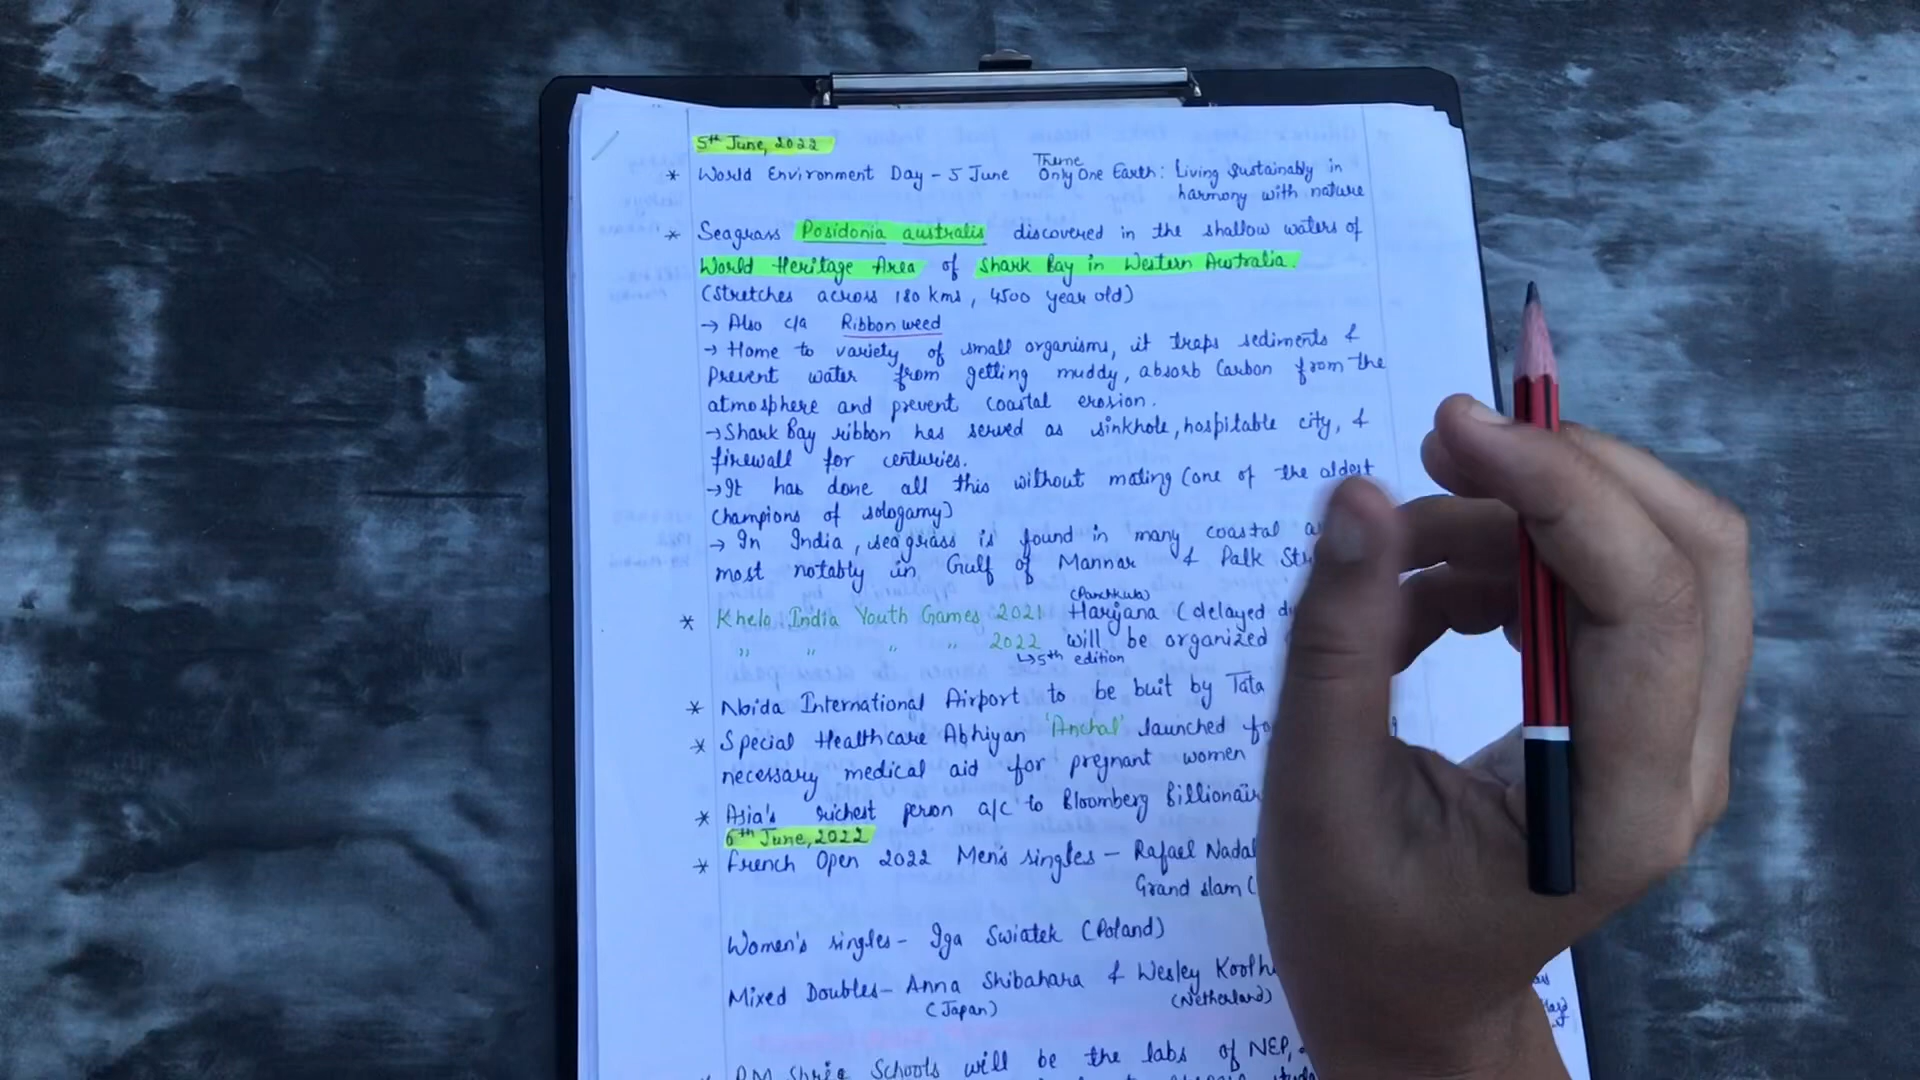 5th June, 2022
* World Environment Day - 5 June Theme Only One Earth: Living Sustainably in
harmony with nature
* Seagrass Posidonia australis discovered in the shallow waters of
World Heritage Area of Shark Bay in Western Australia.
(Stretches across 180 kms, 4500 year old)
→ Also c/a Ribbon weed
→ Home to variety of small organisms, it traps sediments &
Prevent water from getting muddy, absorb Carbon from the
atmosphere and prevent coastal erosion.
→ Shark Bay ribbon has served as sinkhole, hospitable city, &
firewall for centuries.
→ It has done all this without mating (one of the oldest
Champions of sologamy)
→ In India, seagrass is found in many coastal
most notably in Gulf of Mannar & Palk
(Panchkula)
* Khelo India Youth Games 2021 Haryana (delayed
" " " " 2022 will be organized
↳ 5th edition
* Noida International Airport to be buit by Tata
* Special Healthcare Abhiyan 'Anchal' launched
necessary medical aid for pregnant women
* Asia's richest person a/c to Bloomberg
6th June, 2022
* French Open 2022 Men's singles - Rafael Nadal
Grand slam (
Women's singles - Iga Swiatek (Poland)
Mixed Doubles - Anna Shibahara & Wesley
(Japan) (Netherland)
PM Shri Schools will be the labs of NEP,